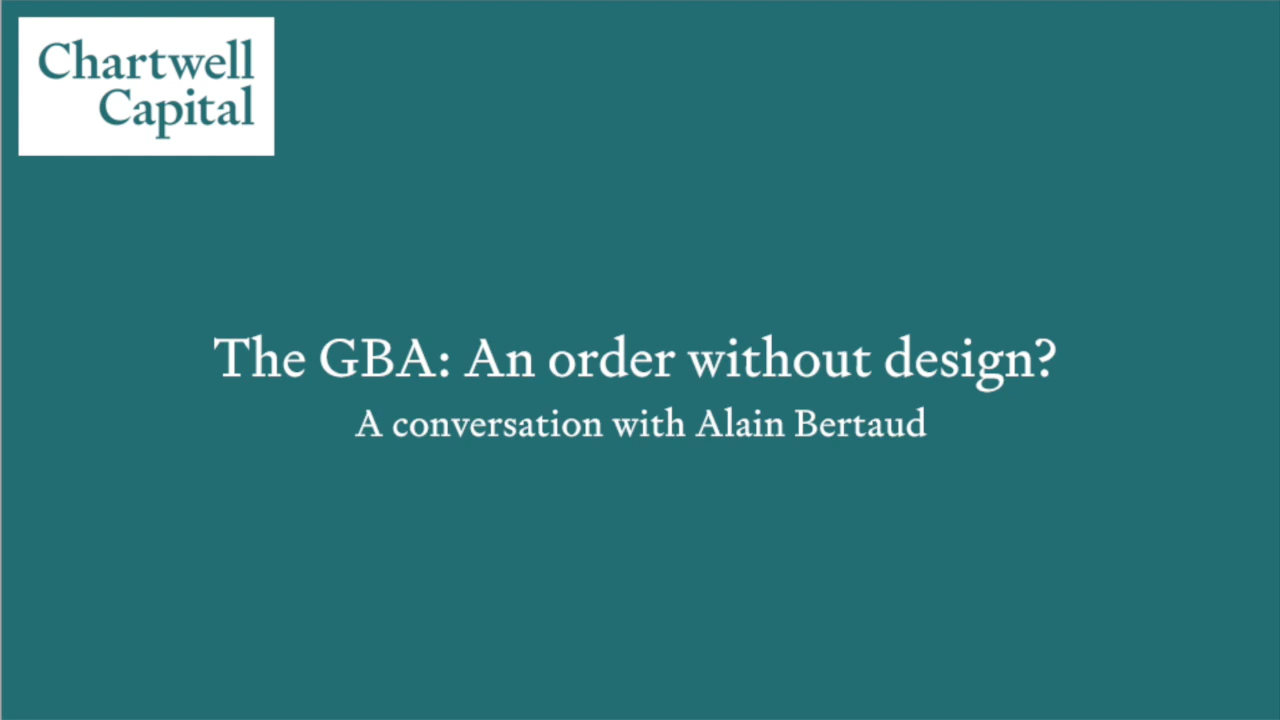 Chartwell
Capital
The GBA: An order without design?
A conversation with Alain Bertaud